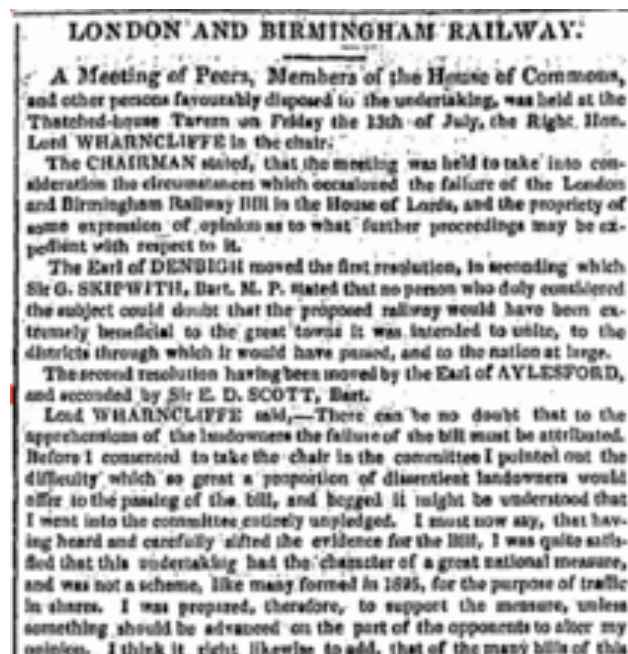 LONDON AND BIRMINGHAM RAILWAY.
A Meeting of Peers, Members of the House of Commons,
and other persons favourably disposed to the undertaking, was held at the
Thatched-house Tavern on Friday the 13th of July, the Right Hon.
Lord WHARNCLIFFE in the chair.
The CHAIRMAN stated, that the meeting was held to take into con-
sideration the circumstances which occasioned the failure of the London
and Birmingham Railway Bill in the House of Lords, and the propriety of
some expression of opinion as to what further proceedings may be ex-
pedient with respect to it.
The Earl of DENBIGH moved the first resolution, in seconding which
Sir G. SKIPWITH, Bart. M. P. stated that no person who duly considered
the subject could doubt that the proposed railway would have been ex-
tremely beneficial to the great towns it was intended to unite, to the
districts through which it would have passed, and to the nation at large.
The second resolution having been moved by the Earl of AYLESFORD,
and seconded by Sir E. D. SCOTT, Bart.
Lord WHARNCLIFFE said,—There can be no doubt that to the
apprehensions of the landowners the failure of the bill must be attributed.
Before I consented to take the chair in the committee I pointed out the
difficulty which so great a proportion of dissentient landowners would
offer to the passing of the bill, and begged it might be understood that
I went into the committee entirely unpledged. I must now say, that hav-
ing heard and carefully sifted the evidence for the Bill, I was quite satis-
fied that this undertaking had the character of a great national measure,
and was not a scheme, like many formed in 1825, for the purpose of traffic
in shares. I was prepared, therefore, to support the measure, unless
something should be advanced on the part of the opponents to alter my
opinion. I think it right likewise to add, that of the many bills of this